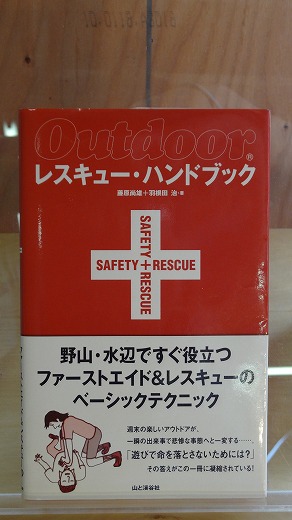 Outdoor®
レスキュー・ハンドブック
藤原尚雄+羽根田 治・著
SAFETY+RESCUE
SAFETY+RESCUE
野山・水辺ですぐ役立つ
ファーストエイド&レスキューの
ベーシックテクニック
週末の楽しいアウトドアが、
一瞬の出来事で悲惨な事態へと一変する……。
「遊びで命を落とさないためには?」
その答えがこの一冊に凝縮されている!
山と溪谷社